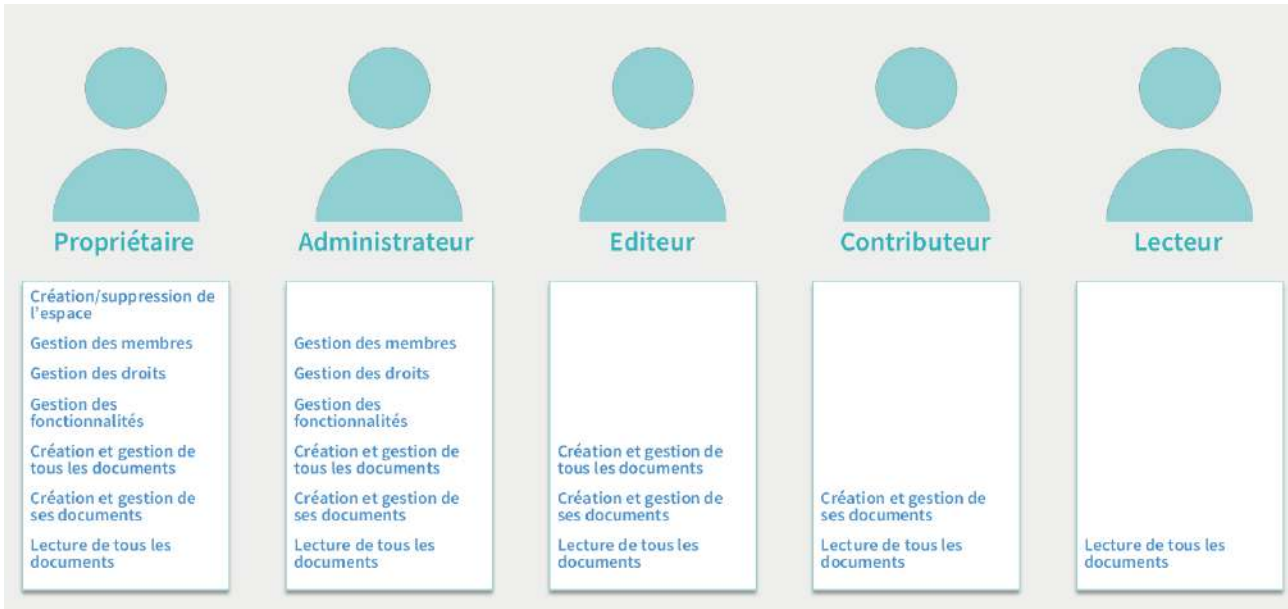 Propriétaire
Administrateur
Editeur
Contributeur
Lecteur
Création/suppression de
l'espace
Gestion des membres
Gestion des droits
Gestion des
fonctionnalités
Création et gestion de
tous les documents
Création et gestion de
ses documents
Lecture de tous les
documents
Gestion des membres
Gestion des droits
Gestion des
fonctionnalités
Création et gestion de
tous les documents
Création et gestion de
ses documents
Lecture de tous les
documents
Création et gestion de
tous les documents
Création et gestion de
ses documents
Lecture de tous les
documents
Création et gestion de
ses documents
Lecture de tous les
documents
Lecture de tous les
documents